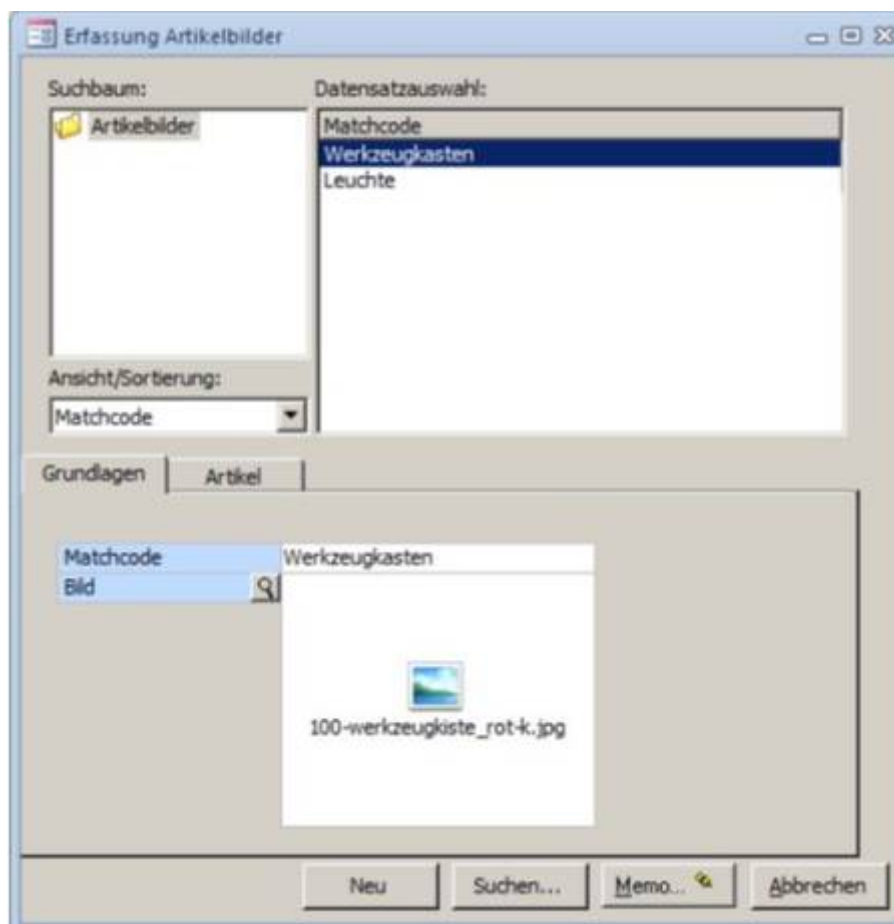 Erfassung Artikelbilder
Suchbaum:
Artikelbilder
Datensatzauswahl:
Matchcode
Werkzeugkasten
Leuchte
Ansicht/Sortierung:
Matchcode
Grundlagen
Artikel
Matchcode
Werkzeugkasten
Bild
100-werkzeugkiste_rot-k.jpg
Neu
Suchen...
Memo...
Abbrechen